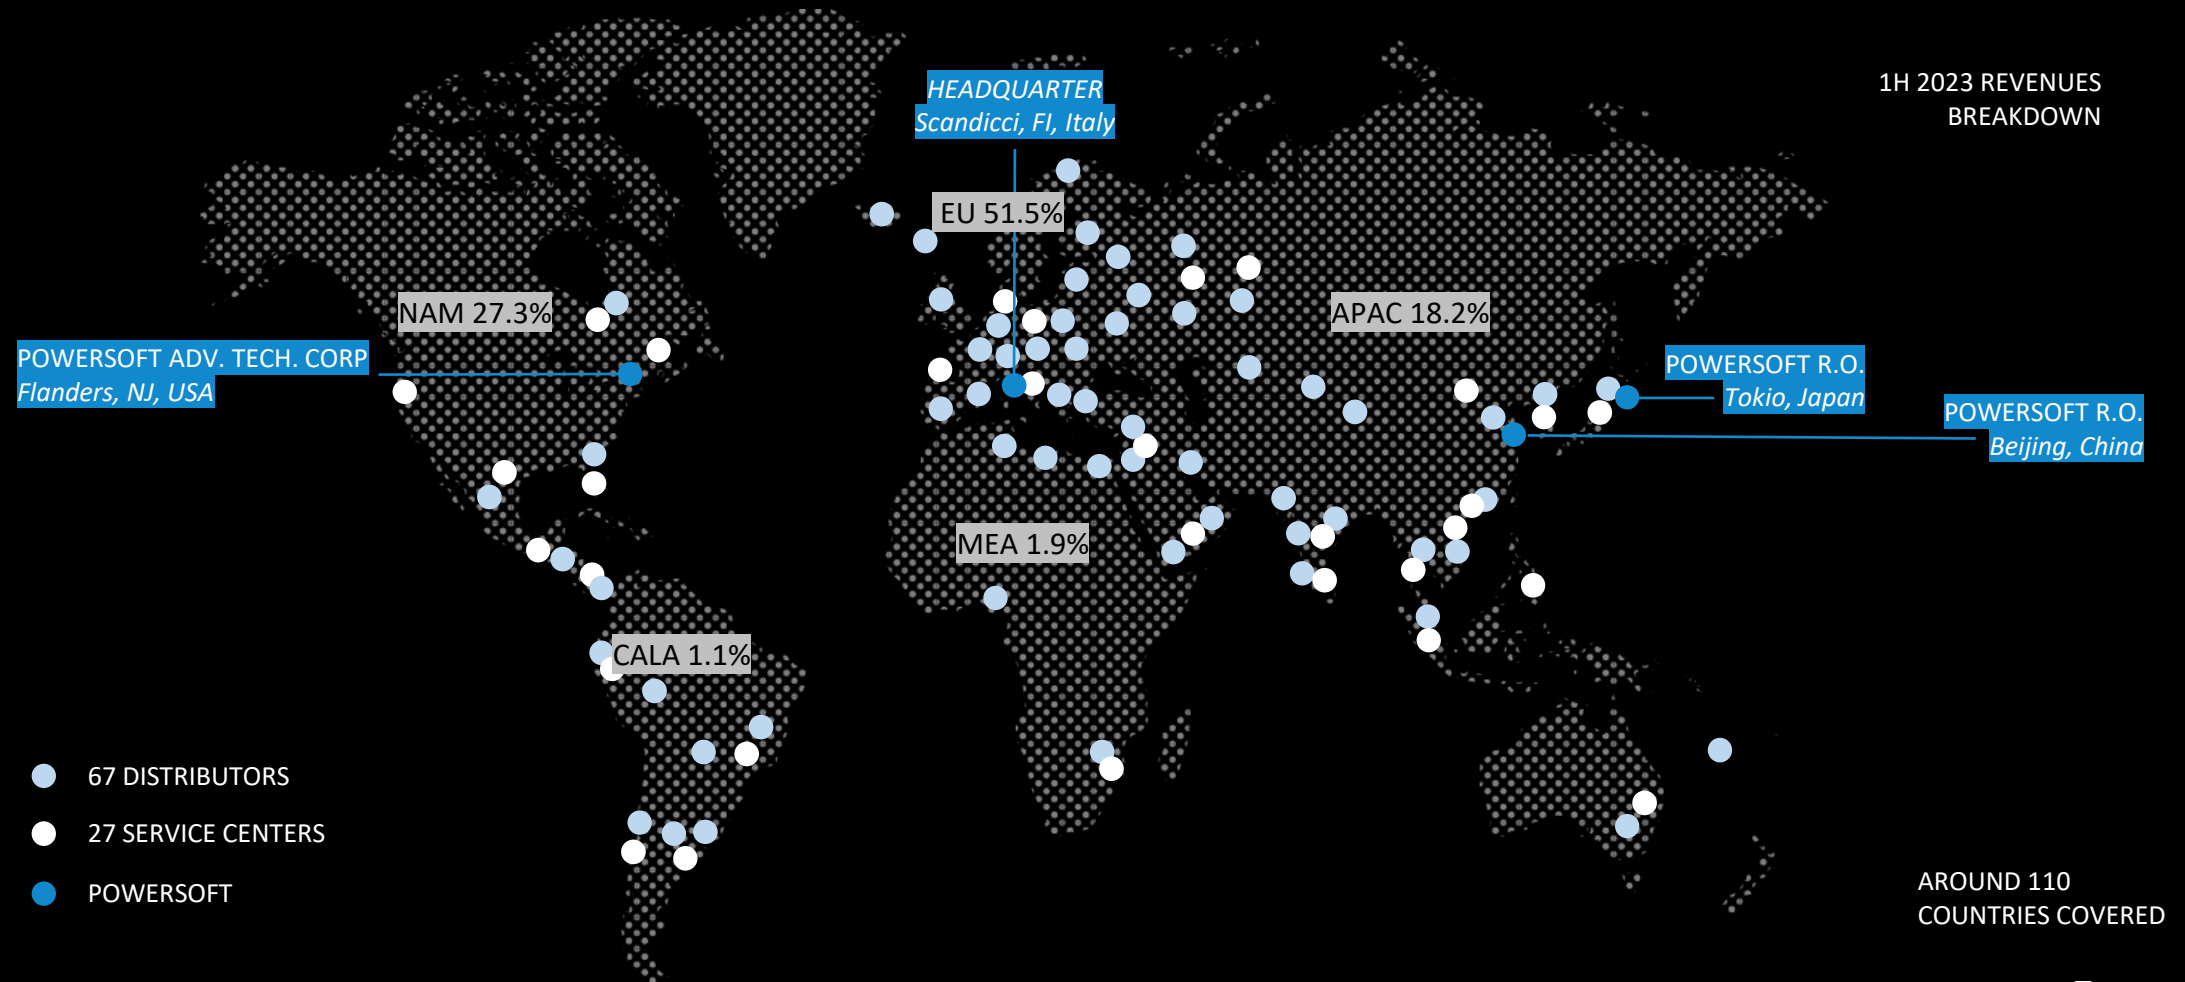 1H 2023 REVENUES
BREAKDOWN
HEADQUARTER
Scandicci, FI, Italy
EU 51.5%
NAM 27.3%
APAC 18.2%
POWERSOFT ADV. TECH. CORP
Flanders, NJ, USA
POWERSOFT R.O.
Tokio, Japan
POWERSOFT R.O.
Beijing, China
MEA 1.9%
CALA 1.1%
67 DISTRIBUTORS
27 SERVICE CENTERS
POWERSOFT
AROUND 110
COUNTRIES COVERED